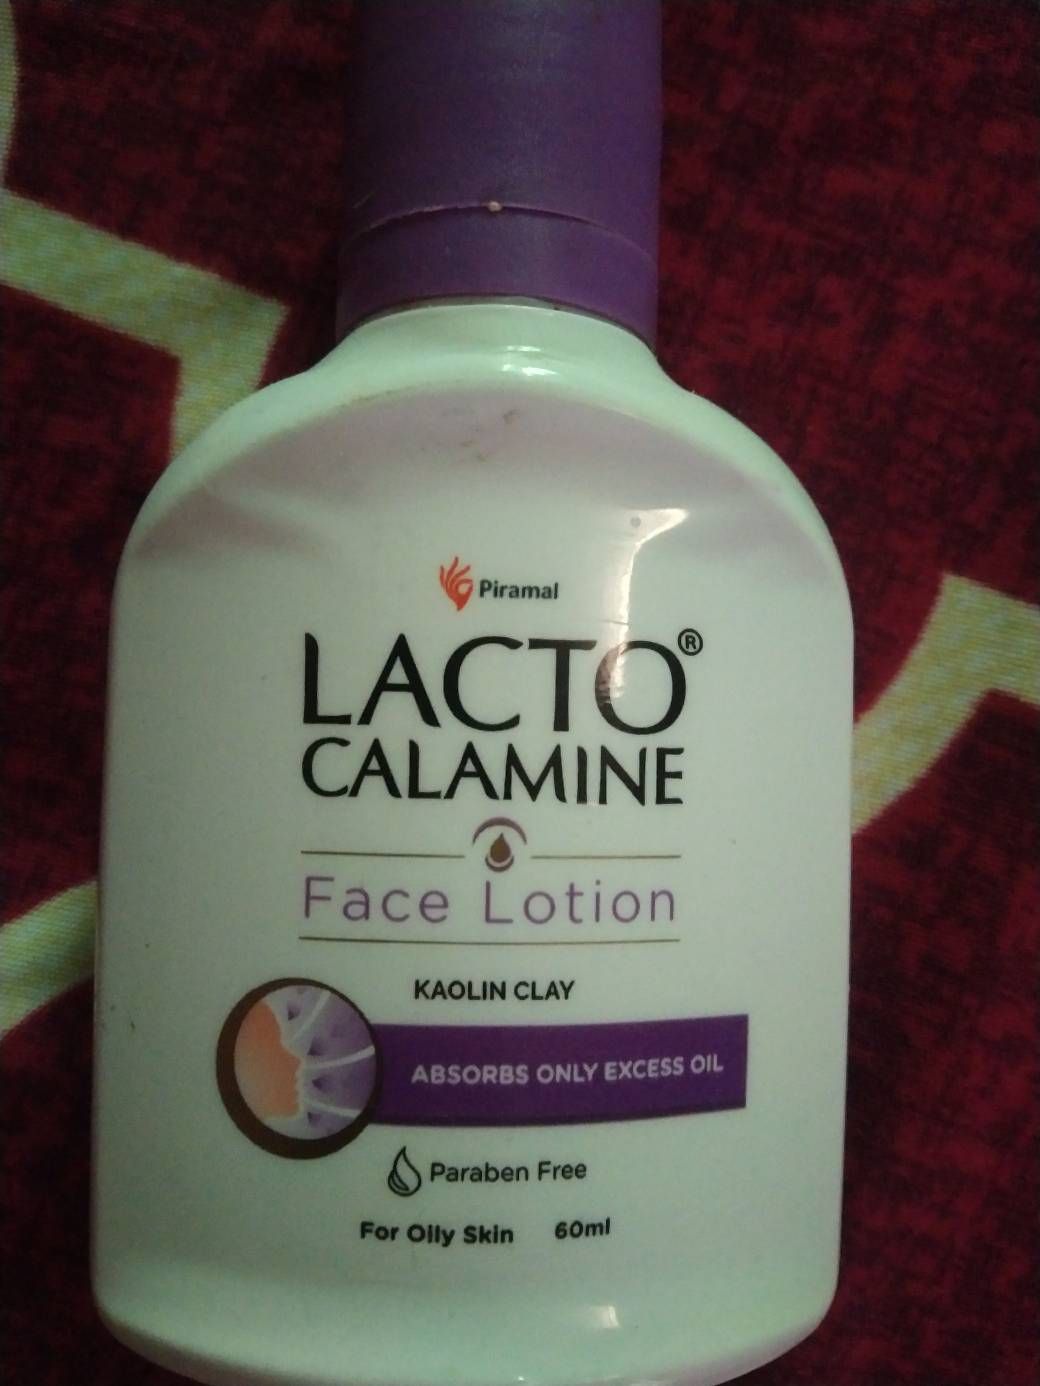 Piramal
LACTO®
CALAMINE
Face Lotion
KAOLIN CLAY
ABSORBS ONLY EXCESS OIL
Paraben Free
For Oily Skin 60ml